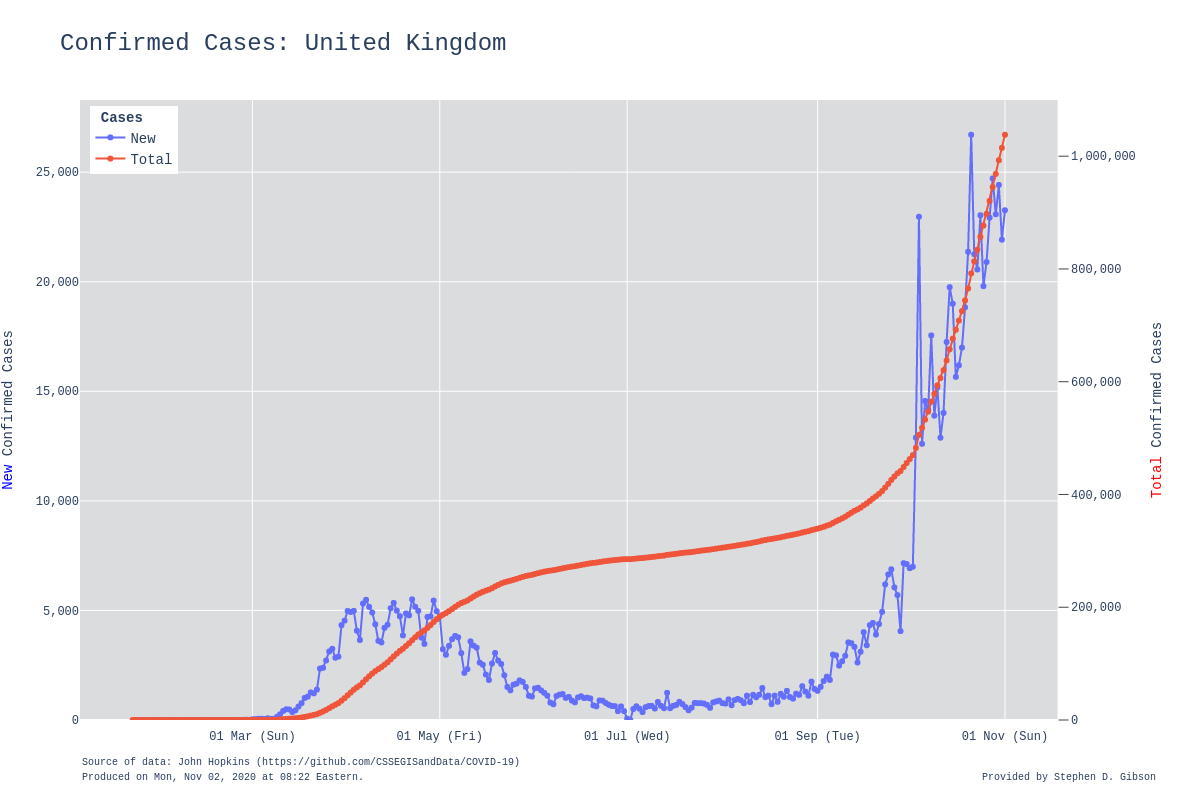 Confirmed Cases: United Kingdom
Cases
New
Total
25,000
20,000
15,000
10,000
5,000
0
New Confirmed Cases
1,000,000
800,000
600,000
400,000
200,000
0
Total Confirmed Cases
01 Mar (Sun) 01 May (Fri) 01 Jul (Wed) 01 Sep (Tue) 01 Nov (Sun)
Source of data: John Hopkins (https://github.com/CSSEGISandData/COVID-19)
Produced on Mon, Nov 02, 2020 at 08:22 Eastern. Provided by Stephen D. Gibson